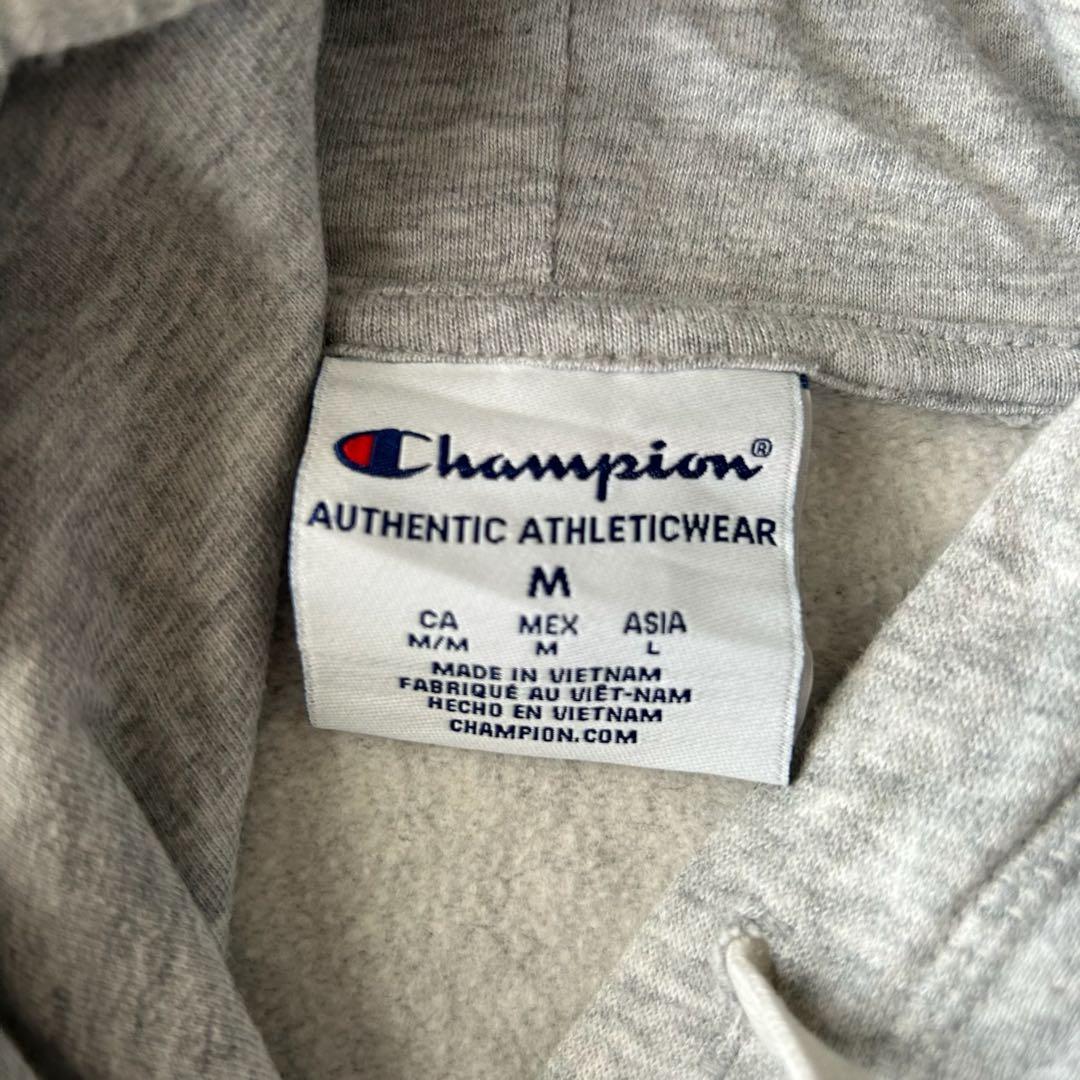 Champion®
AUTHENTIC ATHLETICWEAR
M
CA MEX ASIA
M/M M L
MADE IN VIETNAM
FABRIQUÉ AU VIÊT-NAM
HECHO EN VIETNAM
CHAMPION.COM